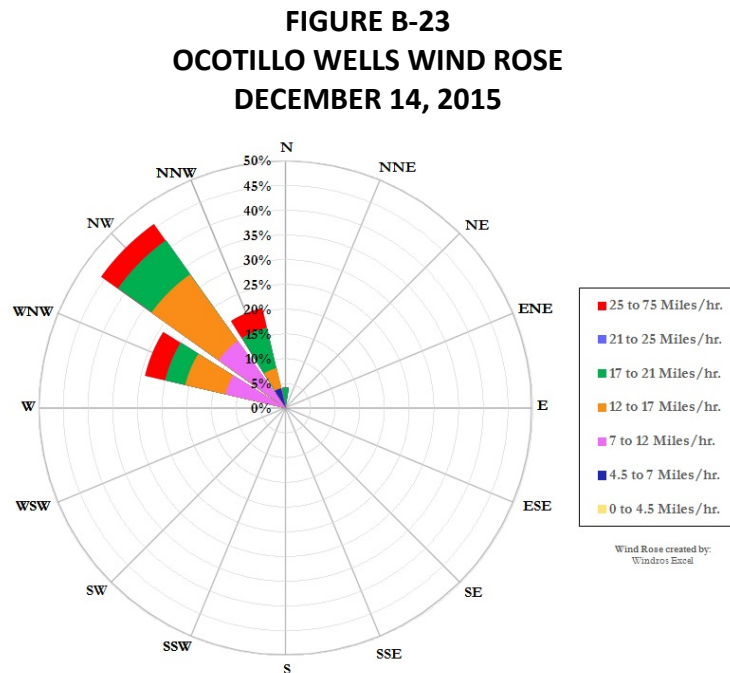 FIGURE B-23
OCOTILLO WELLS WIND ROSE
DECEMBER 14, 2015
N
NNE
NE
ENE
E
ESE
SE
SSE
S
SSW
SW
WSW
W
WNW
NW
NNW
50%
45%
40%
35%
30%
25%
20%
15%
10%
5%
0%
25 to 75 Miles/hr.
21 to 25 Miles/hr.
17 to 21 Miles/hr.
12 to 17 Miles/hr.
7 to 12 Miles/hr.
4.5 to 7 Miles/hr.
0 to 4.5 Miles/hr.
Wind Rose created by:
Windros Excel